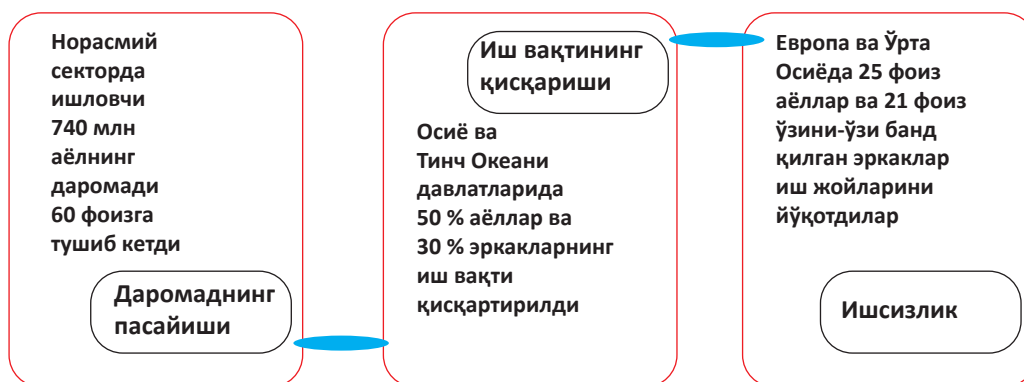 Норасмий
секторда
ишловчи
740 млн
аёлнинг
даромади
60 фоизга
тушиб кетди
Даромаднинг
пасайиши
Иш вақтининг
қисқариши
Осиё ва
Тинч Океани
давлатларида
50 % аёллар ва
30 % эркакларнинг
иш вақти
қисқартирилди
Европа ва Ўрта
Осиёда 25 фоиз
аёллар ва 21 фоиз
ўзини-ўзи банд
қилган эркаклар
иш жойларини
йўқотдилар
Ишсизлик